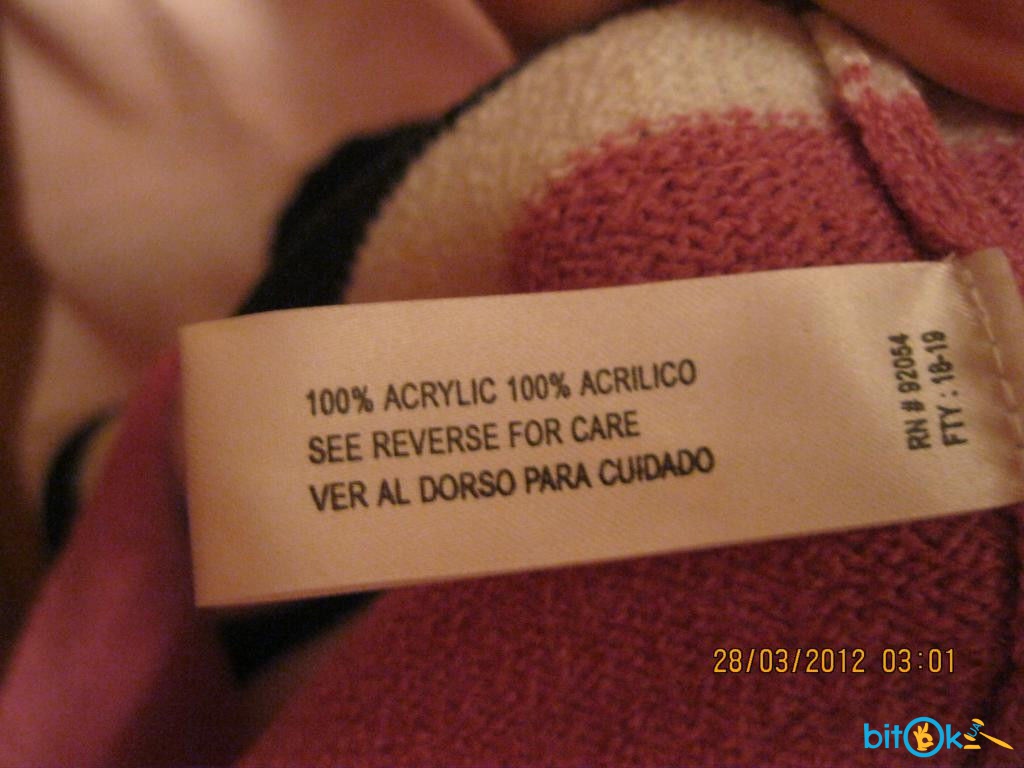 100% ACRYLIC 100% ACRILICO
SEE REVERSE FOR CARE
VER AL DORSO PARA CUIDADO
RN # 92054
FTY : 18-19
28/03/2012 03:01
bitOk.UA